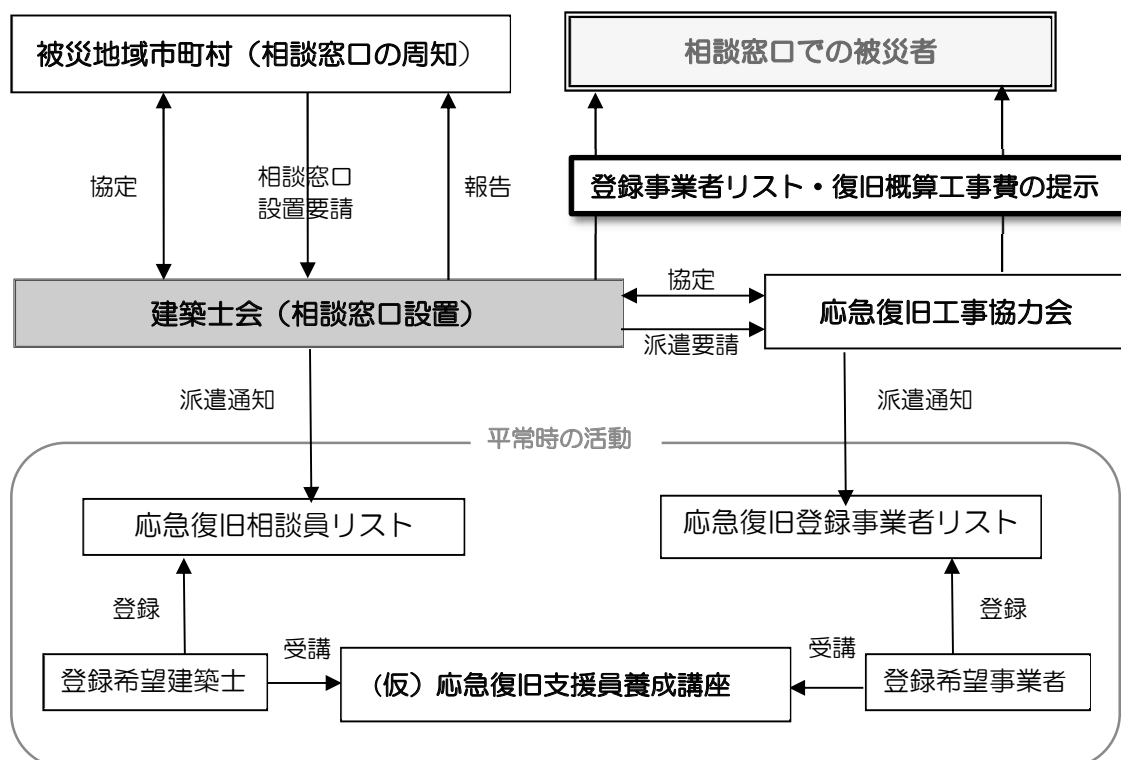 被災地域市町村（相談窓口の周知）
相談窓口での被災者
協定
相談窓口
設置要請
報告
登録事業者リスト・復旧概算工事費の提示
建築士会（相談窓口設置）
協定
派遣要請
応急復旧工事協力会
派遣通知
派遣通知
平常時の活動
応急復旧相談員リスト
応急復旧登録事業者リスト
登録
登録
受講
受講
登録希望建築士
（仮）応急復旧支援員養成講座
登録希望事業者